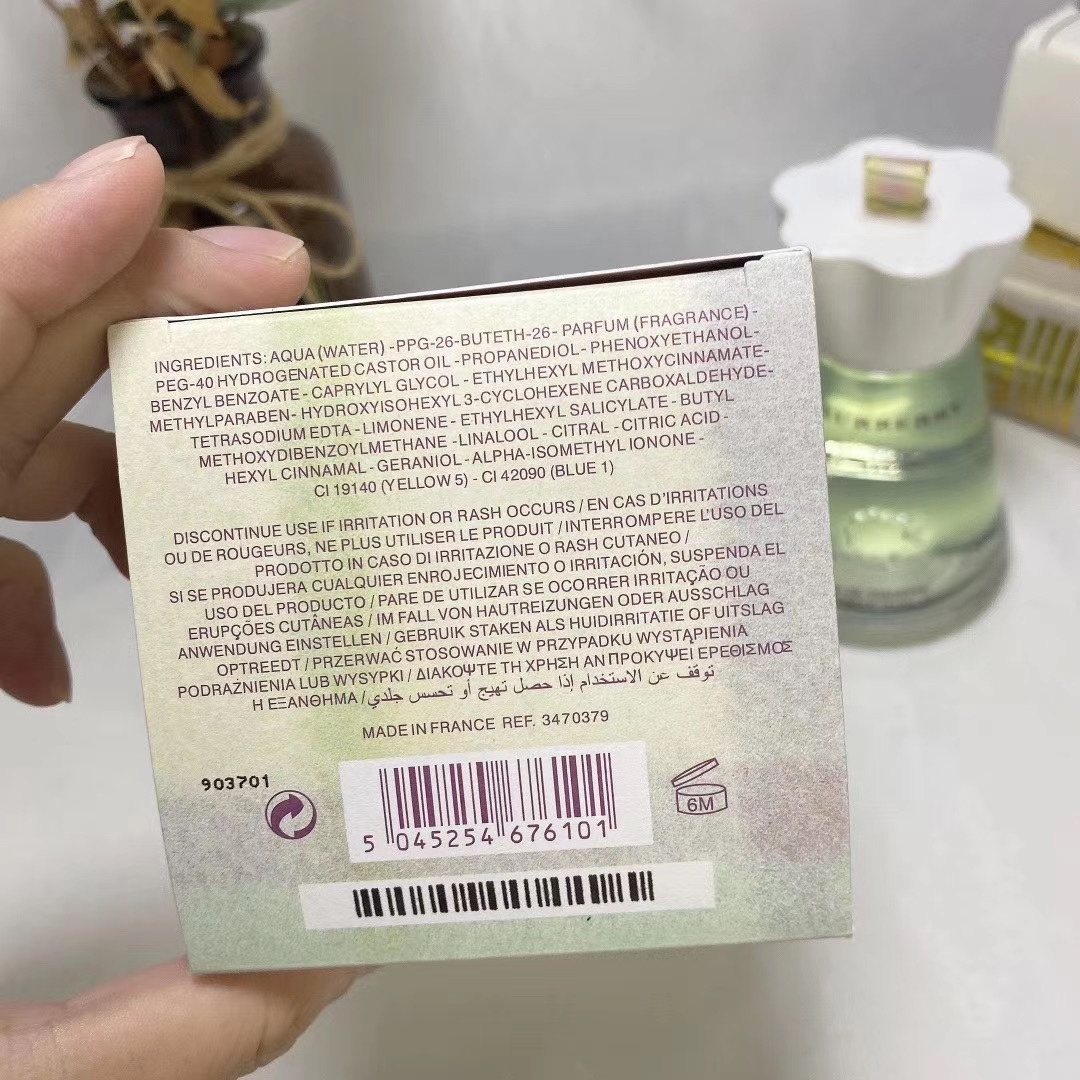 INGREDIENTS: AQUA (WATER) - PPG-26-BUTETH-26 - PARFUM (FRAGRANCE) -
PEG-40 HYDROGENATED CASTOR OIL - PROPANEDIOL - PHENOXYETHANOL-
BENZYL BENZOATE - CAPRYLYL GLYCOL - ETHYLHEXYL METHOXYCINNAMATE-
METHYLPARABEN- HYDROXYISOHEXYL 3-CYCLOHEXENE CARBOXALDEHYDE-
TETRASODIUM EDTA - LIMONENE - ETHYLHEXYL SALICYLATE - BUTYL
METHOXYDIBENZOYLMETHANE - LINALOOL - CITRAL - CITRIC ACID -
HEXYL CINNAMAL - GERANIOL - ALPHA-ISOMETHYL IONONE -
CI 19140 (YELLOW 5) - CI 42090 (BLUE 1)
DISCONTINUE USE IF IRRITATION OR RASH OCCURS / EN CAS D'IRRITATIONS
OU DE ROUGEURS, NE PLUS UTILISER LE PRODUIT / INTERROMPERE L'USO DEL
PRODOTTO IN CASO DI IRRITAZIONE O RASH CUTANEO /
SI SE PRODUJERA CUALQUIER ENROJECIMIENTO O IRRITACIÓN, SUSPENDA EL
USO DEL PRODUCTO / PARE DE UTILIZAR SE OCORRER IRRITAÇÃO OU
ERUPÇÕES CUTÂNEAS / IM FALL VON HAUTREIZUNGEN ODER AUSSCHLAG
ANWENDUNG EINSTELLEN / GEBRUIK STAKEN ALS HUIDIRRITATIE OF UITSLAG
OPTREEDT / PRZERWAĆ STOSOWANIE W PRZYPADKU WYSTĄPIENIA
PODRAŻNIENIA LUB WYSYPKI / ΔΙΑΚΟΨΤΕ ΤΗ ΧΡΗΣΗ ΑΝ ΠΡΟΚΥΨΕΙ ΕΡΕΘΙΣΜΟΣ
Η ΕΞΑΝΘΗΜΑ / توقف عن الاستخدام إذا حصل تهيج أو تحسس جلدي
MADE IN FRANCE REF. 3470379
903701
6M
5 045254 676101